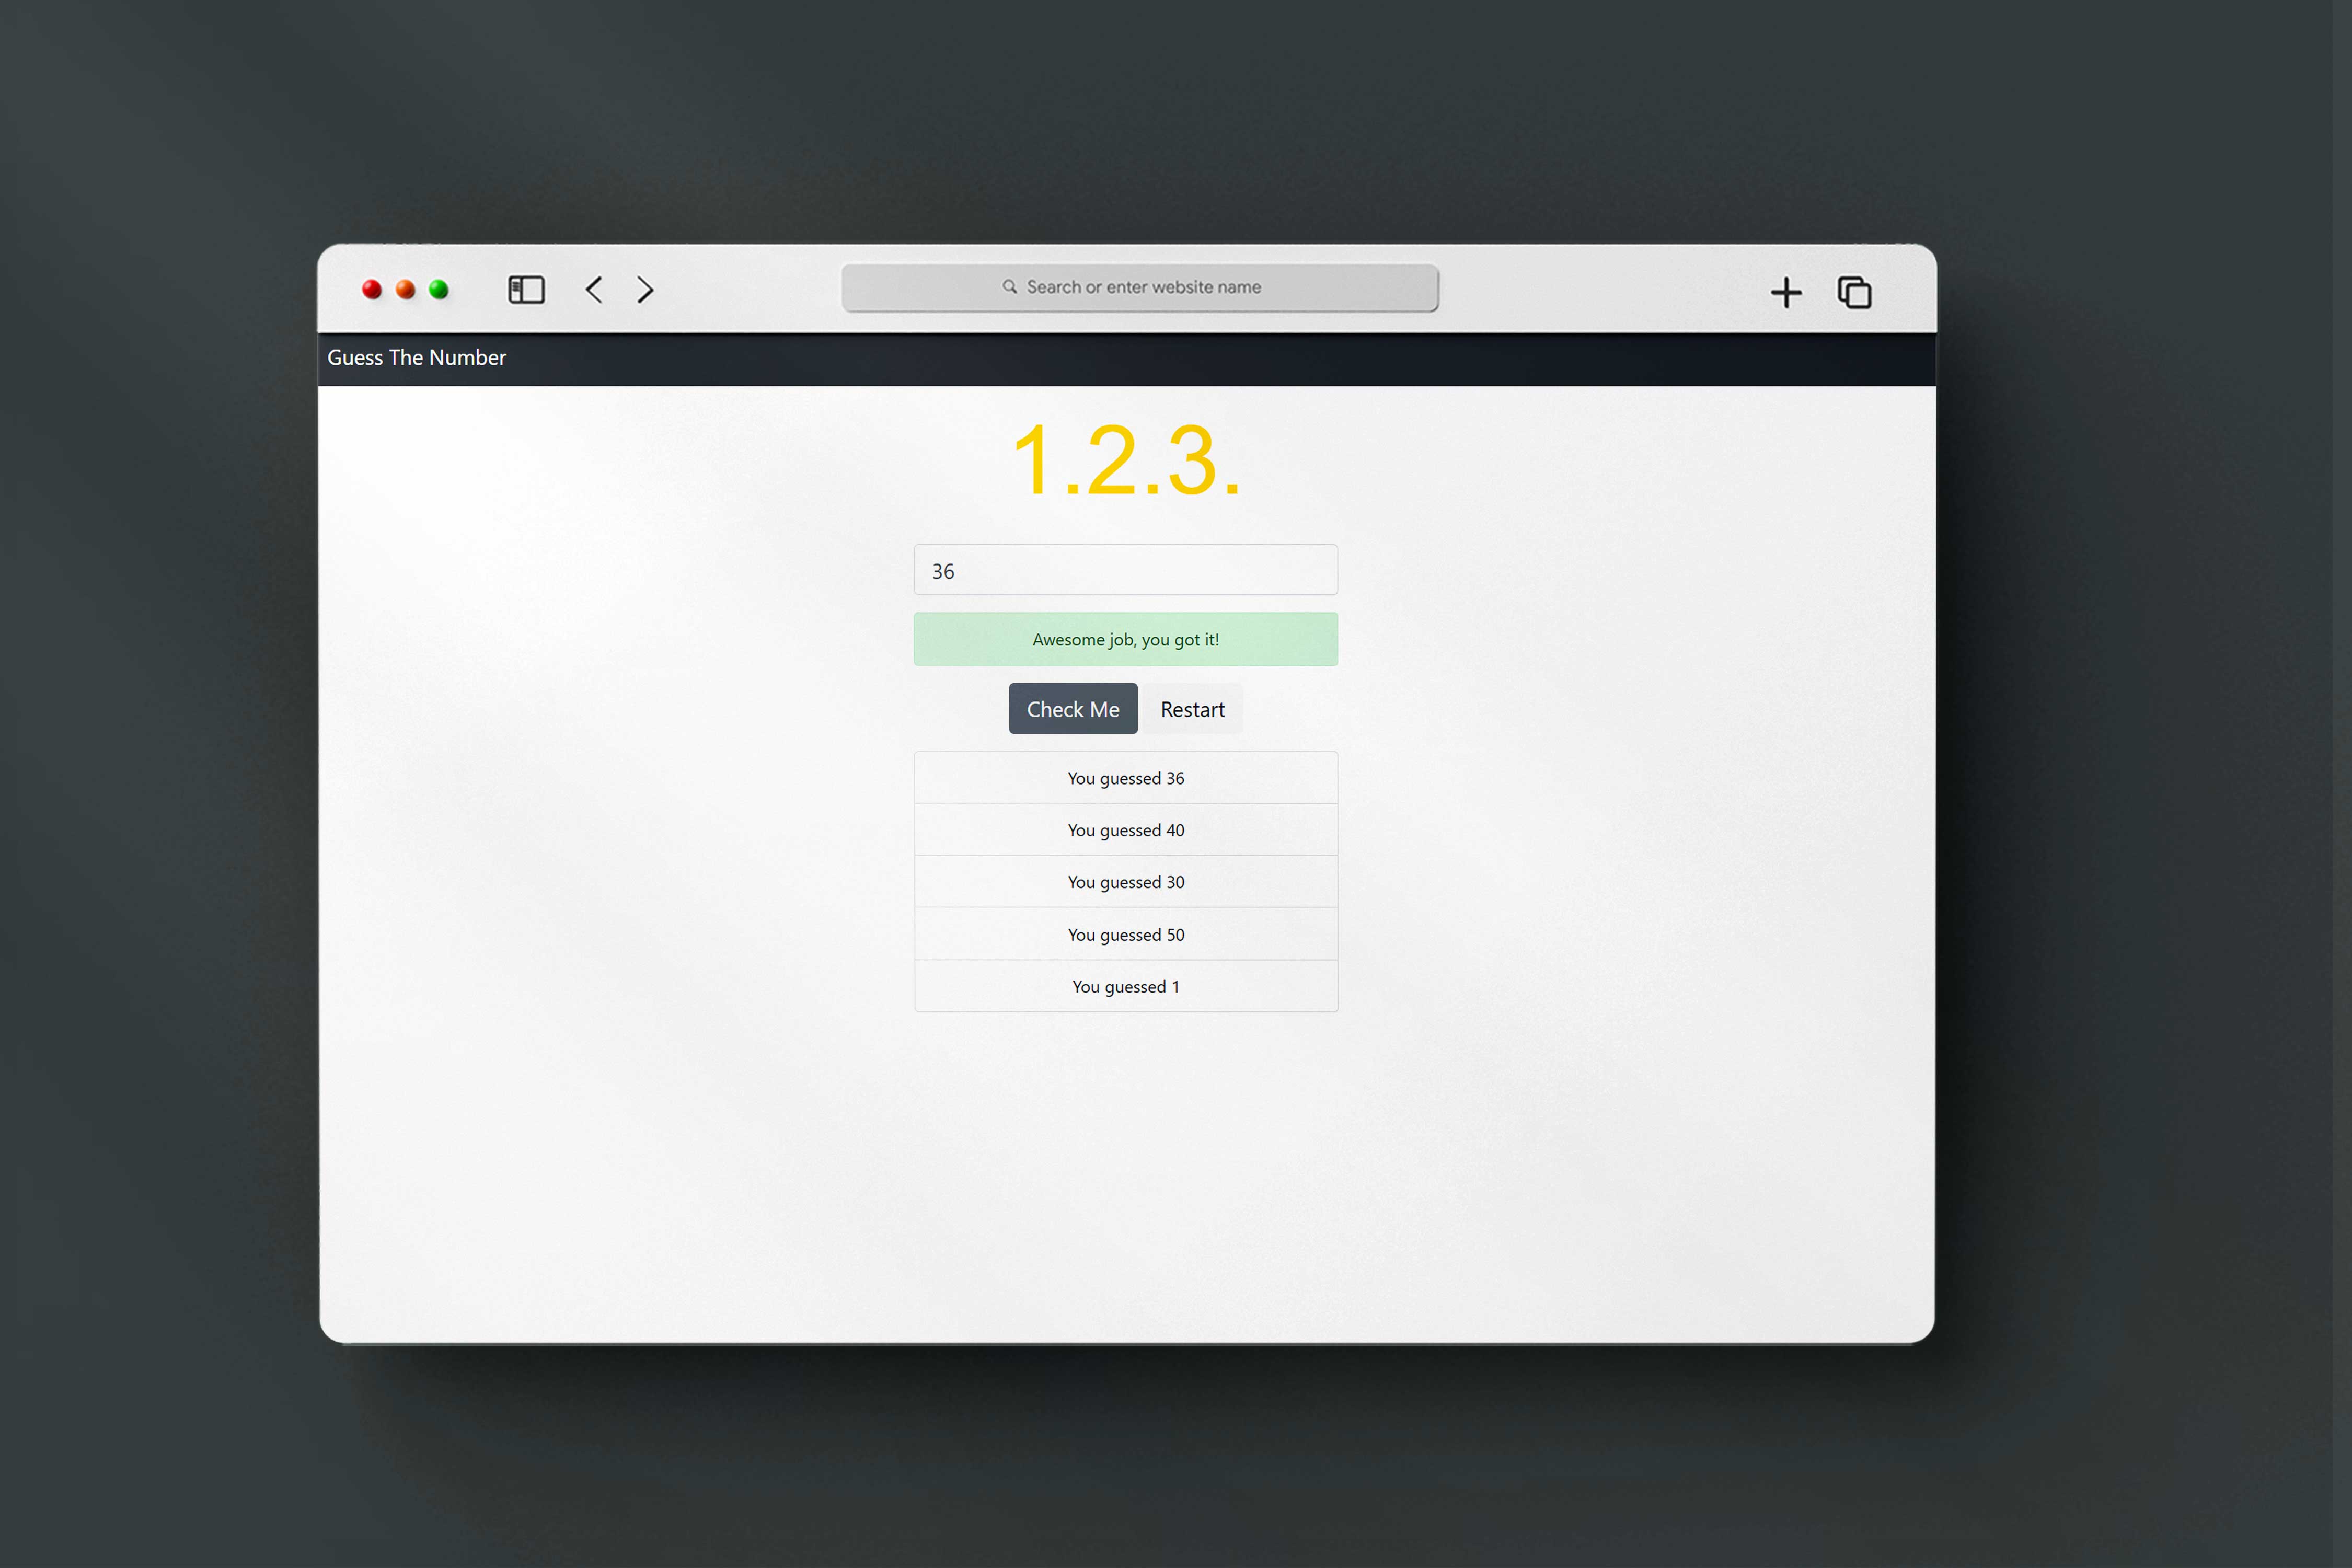 Search or enter website name
Guess The Number
1.2.3.
36
Awesome job, you got it!
Check Me Restart
You guessed 36
You guessed 40
You guessed 30
You guessed 50
You guessed 1